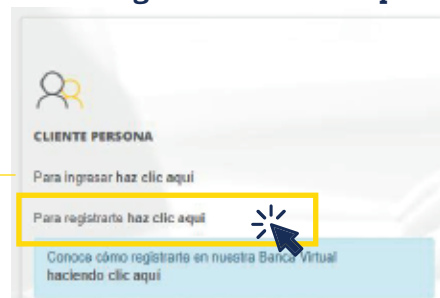 CLIENTE PERSONA
Para ingresar haz clic aquí
Para registrarte haz clic aquí
Conoce cómo registrarte en nuestra Banca Virtual
haciendo clic aquí